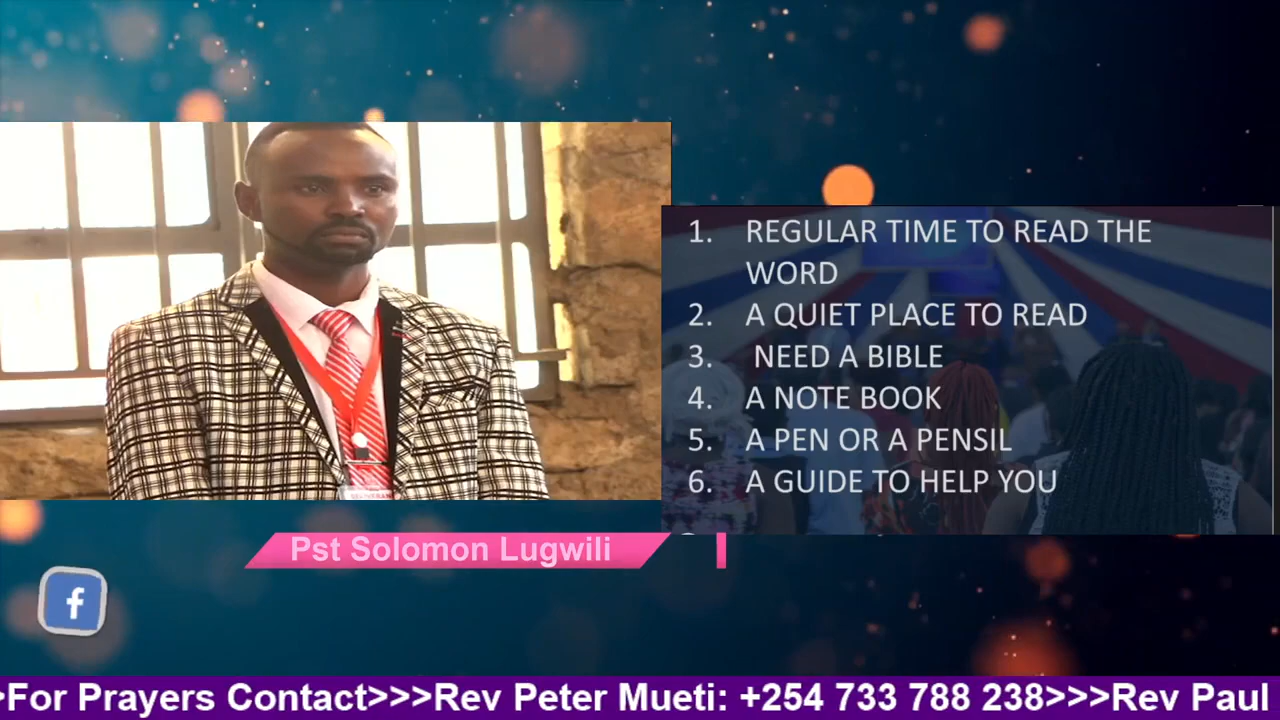 1. REGULAR TIME TO READ THE
WORD
2. A QUIET PLACE TO READ
3. NEED A BIBLE
4. A NOTE BOOK
5. A PEN OR A PENSIL
6. A GUIDE TO HELP YOU
Pst Solomon Lugwili
f
>For Prayers Contact>>>Rev Peter Mueti: +254 733 788 238>>>Rev Paul